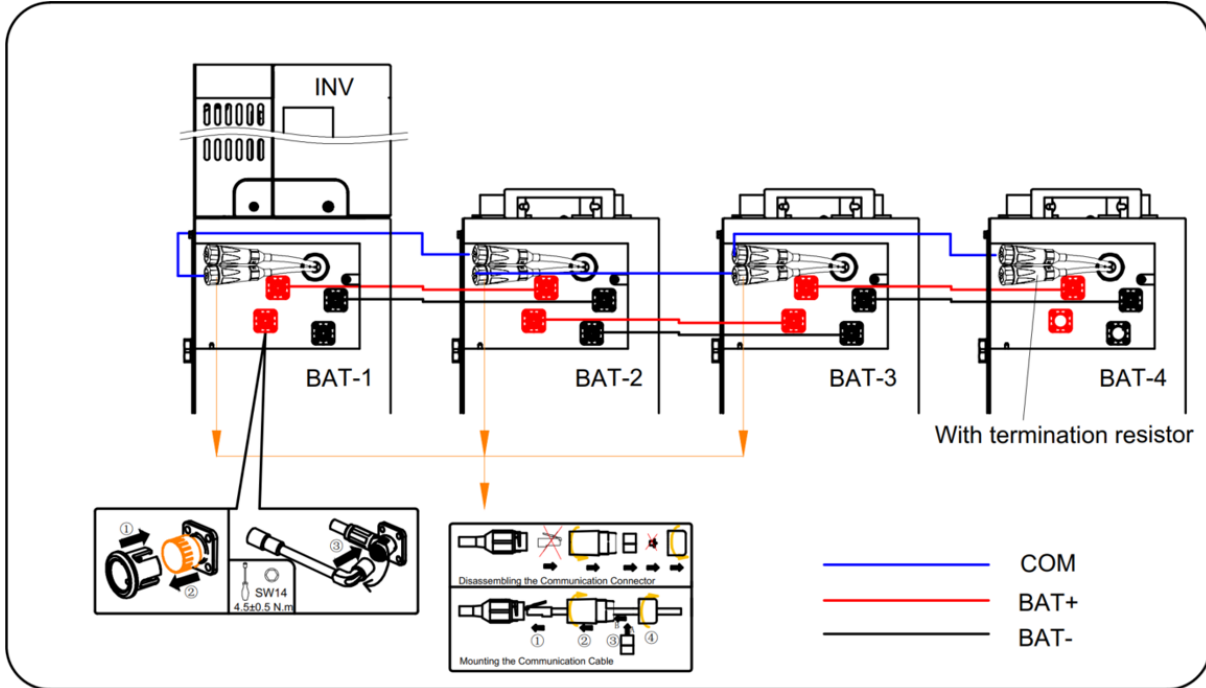 INV
BAT-1
BAT-2
BAT-3
BAT-4
With termination resistor
①
②
③
SW14
4.5±0.5 N.m
Disassembling the Communication Connector
①
②
③
④
Mounting the Communication Cable
COM
BAT+
BAT-